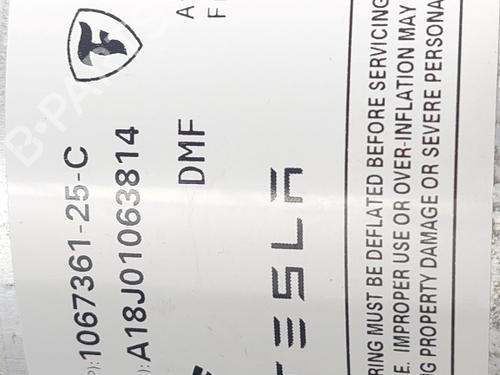 P):1067361-25-C
):A18J01063814
DMF
TESLA
RING MUST BE DEFLATED BEFORE SERVICING
E. IMPROPER USE OR OVER-INFLATION MAY
NG PROPERTY DAMAGE OR SEVERE PERSONA
B-PARTS